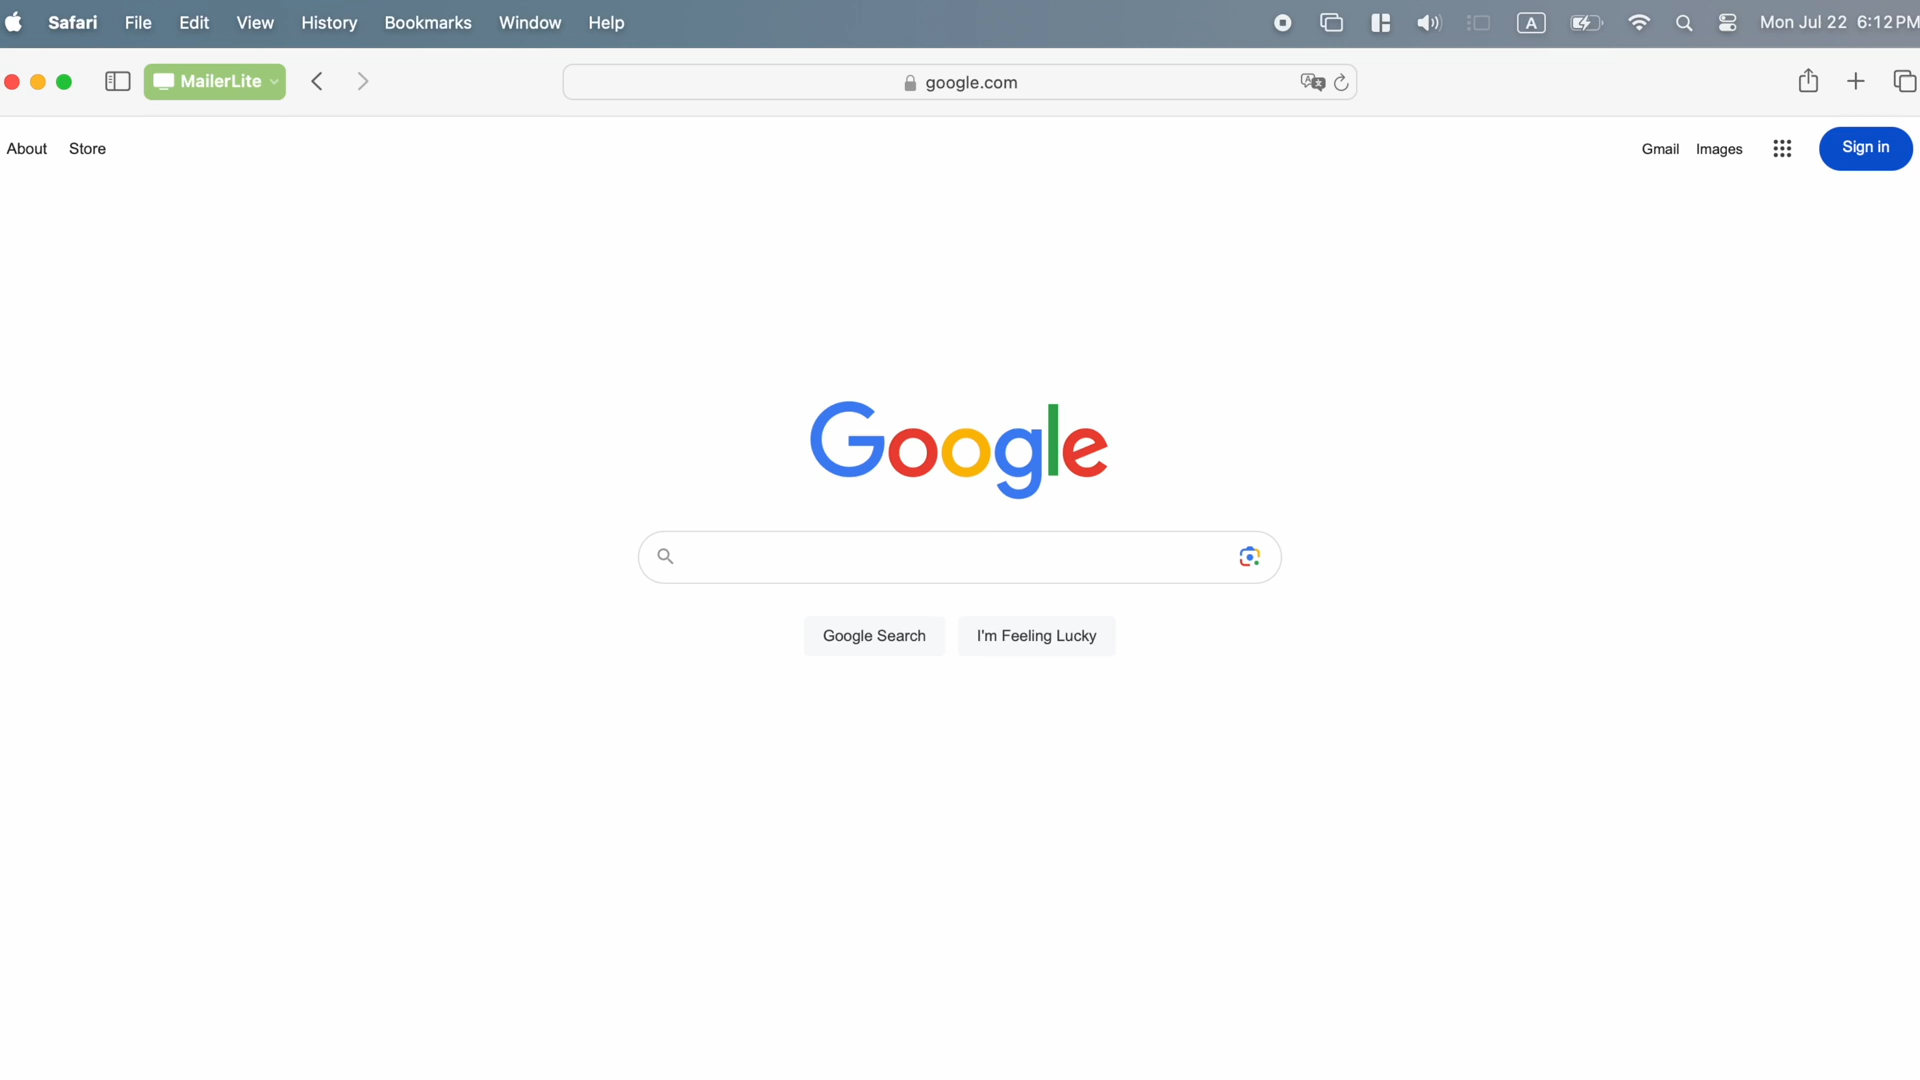 Safari File Edit View History Bookmarks Window Help A Mon Jul 22 6:12 PM
MailerLite google.com
About Store Gmail Images Sign in
Google
Google Search I'm Feeling Lucky